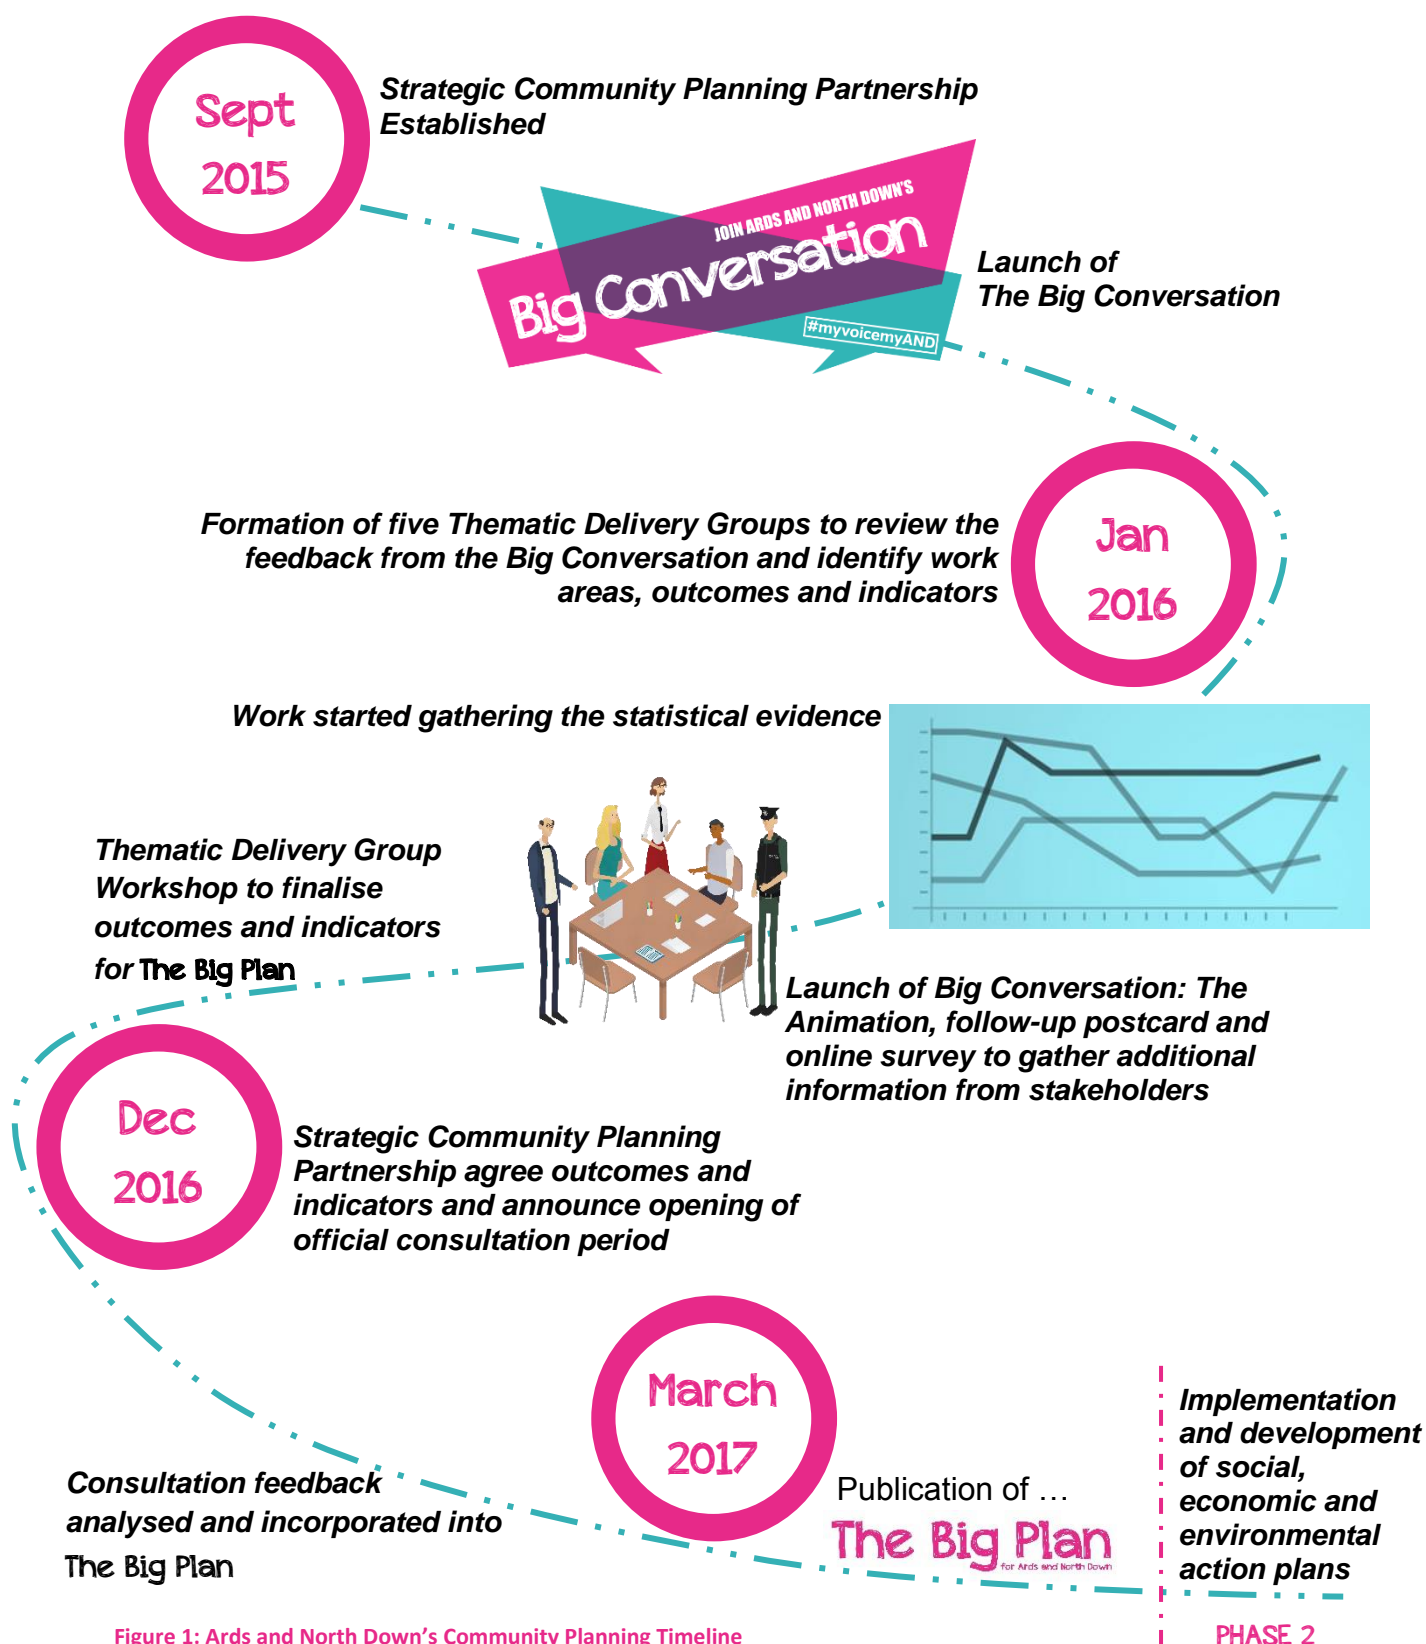 Sept
2015
Strategic Community Planning Partnership
Established
JOIN ARDS AND NORTH DOWN'S
Big Conversation
#myvoicemyAND
Launch of
The Big Conversation
Formation of five Thematic Delivery Groups to review the
feedback from the Big Conversation and identify work
areas, outcomes and indicators
Jan
2016
Work started gathering the statistical evidence
Thematic Delivery Group
Workshop to finalise
outcomes and indicators
for The Big Plan
Launch of Big Conversation: The
Animation, follow-up postcard and
online survey to gather additional
information from stakeholders
Dec
2016
Strategic Community Planning
Partnership agree outcomes and
indicators and announce opening of
official consultation period
March
2017
Consultation feedback
analysed and incorporated into
The Big Plan
Publication of …
The Big Plan
for Ards and North Down
Implementation
and development
of social,
economic and
environmental
action plans
Figure 1: Ards and North Down's Community Planning Timeline
PHASE 2